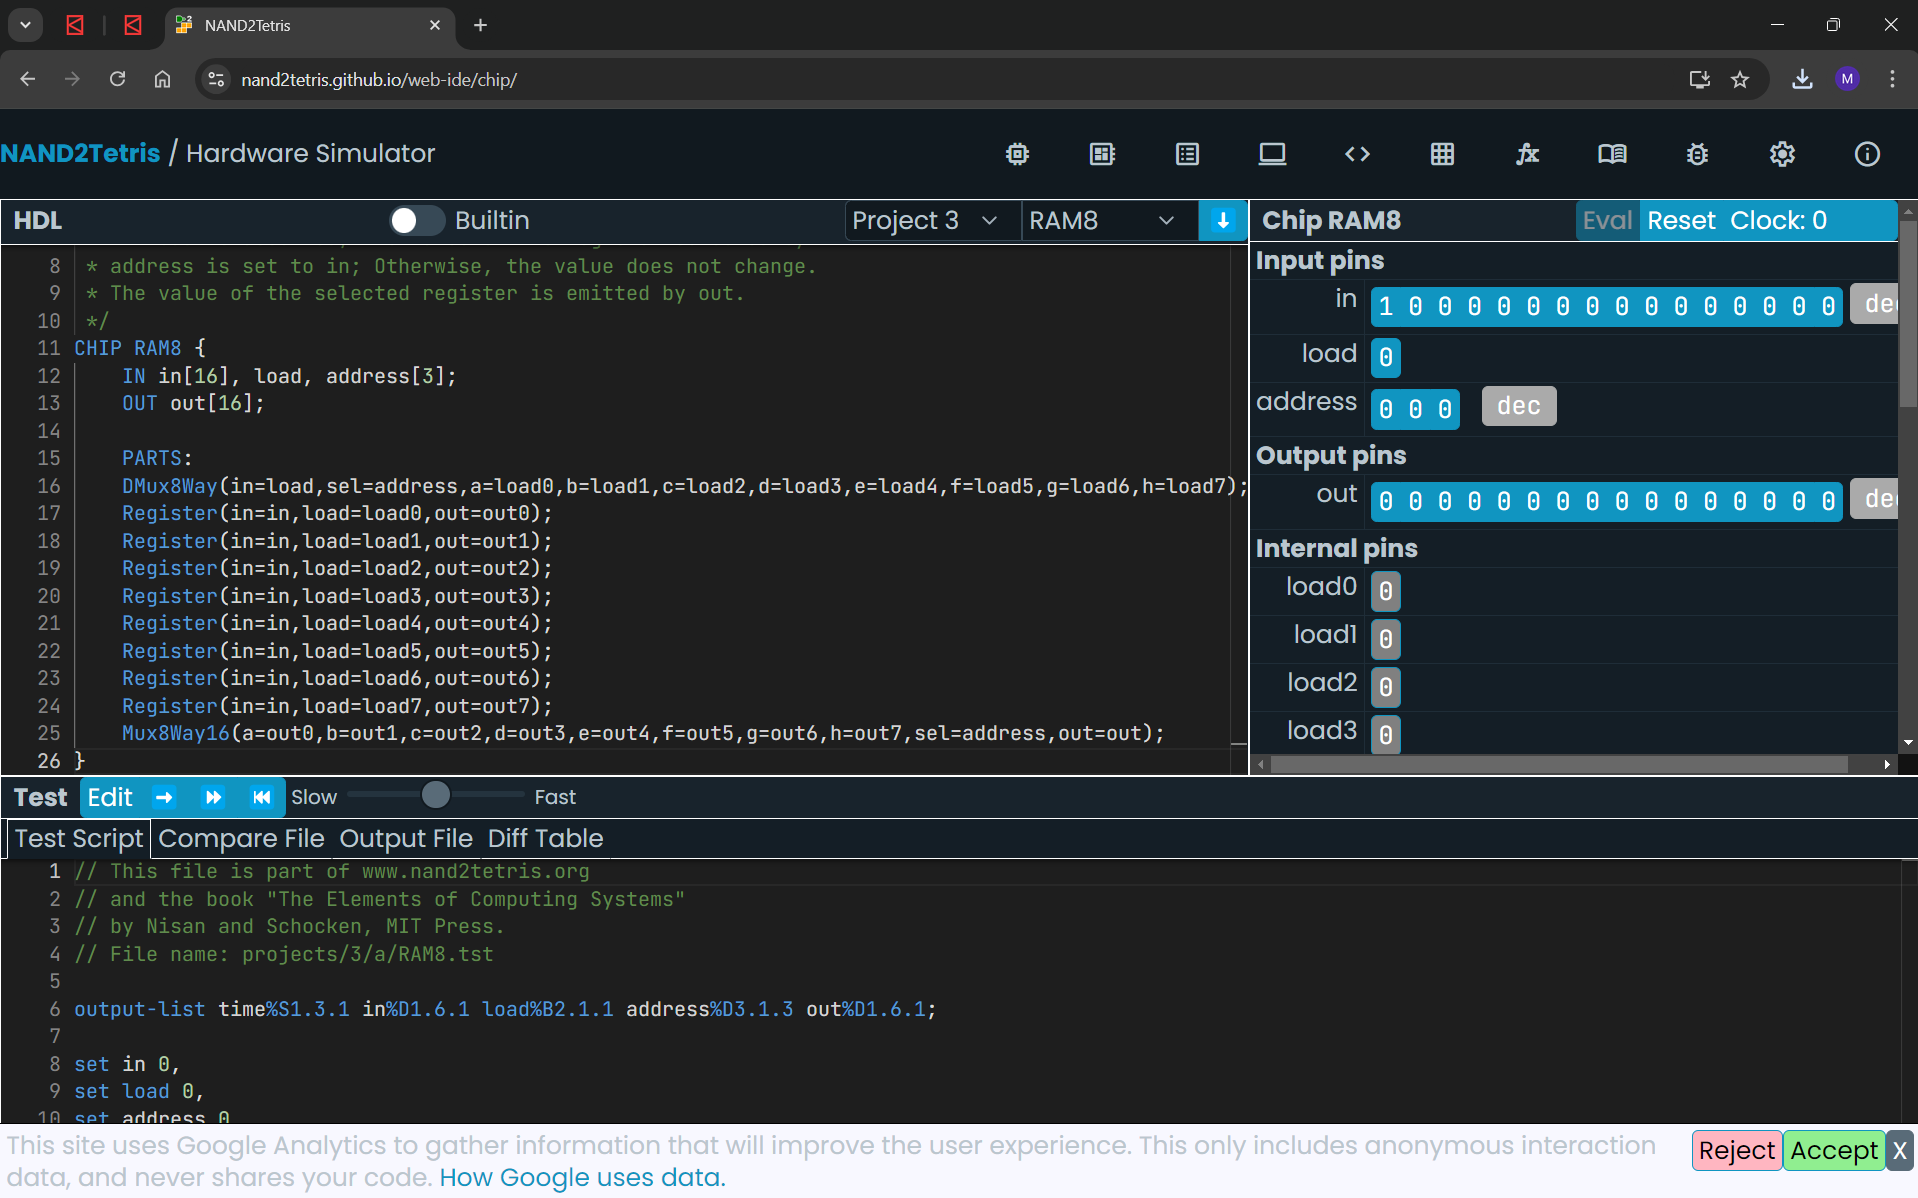 NAND2Tetris
nand2tetris.github.io/web-ide/chip/
M
NAND2Tetris / Hardware Simulator
HDL
Builtin
Project 3
RAM8
8 * address is set to in; Otherwise, the value does not change.
9 * The value of the selected register is emitted by out.
10 */
11 CHIP RAM8 {
12 IN in[16], load, address[3];
13 OUT out[16];
14
15 PARTS:
16 DMux8Way(in=load,sel=address,a=load0,b=load1,c=load2,d=load3,e=load4,f=load5,g=load6,h=load7);
17 Register(in=in,load=load0,out=out0);
18 Register(in=in,load=load1,out=out1);
19 Register(in=in,load=load2,out=out2);
20 Register(in=in,load=load3,out=out3);
21 Register(in=in,load=load4,out=out4);
22 Register(in=in,load=load5,out=out5);
23 Register(in=in,load=load6,out=out6);
24 Register(in=in,load=load7,out=out7);
25 Mux8Way16(a=out0,b=out1,c=out2,d=out3,e=out4,f=out5,g=out6,h=out7,sel=address,out=out);
26 }
Chip RAM8
Eval Reset Clock: 0
Input pins
in 1 0 0 0 0 0 0 0 0 0 0 0 0 0 0 0 dec
load 0
address 0 0 0 dec
Output pins
out 0 0 0 0 0 0 0 0 0 0 0 0 0 0 0 0 dec
Internal pins
load0 0
load1 0
load2 0
load3 0
Test Edit Slow Fast
Test Script Compare File Output File Diff Table
1 // This file is part of www.nand2tetris.org
2 // and the book "The Elements of Computing Systems"
3 // by Nisan and Schocken, MIT Press.
4 // File name: projects/3/a/RAM8.tst
5
6 output-list time%S1.3.1 in%D1.6.1 load%B2.1.1 address%D3.1.3 out%D1.6.1;
7
8 set in 0,
9 set load 0,
10 set address 0
This site uses Google Analytics to gather information that will improve the user experience. This only includes anonymous interaction
data, and never shares your code. How Google uses data.
Reject Accept X